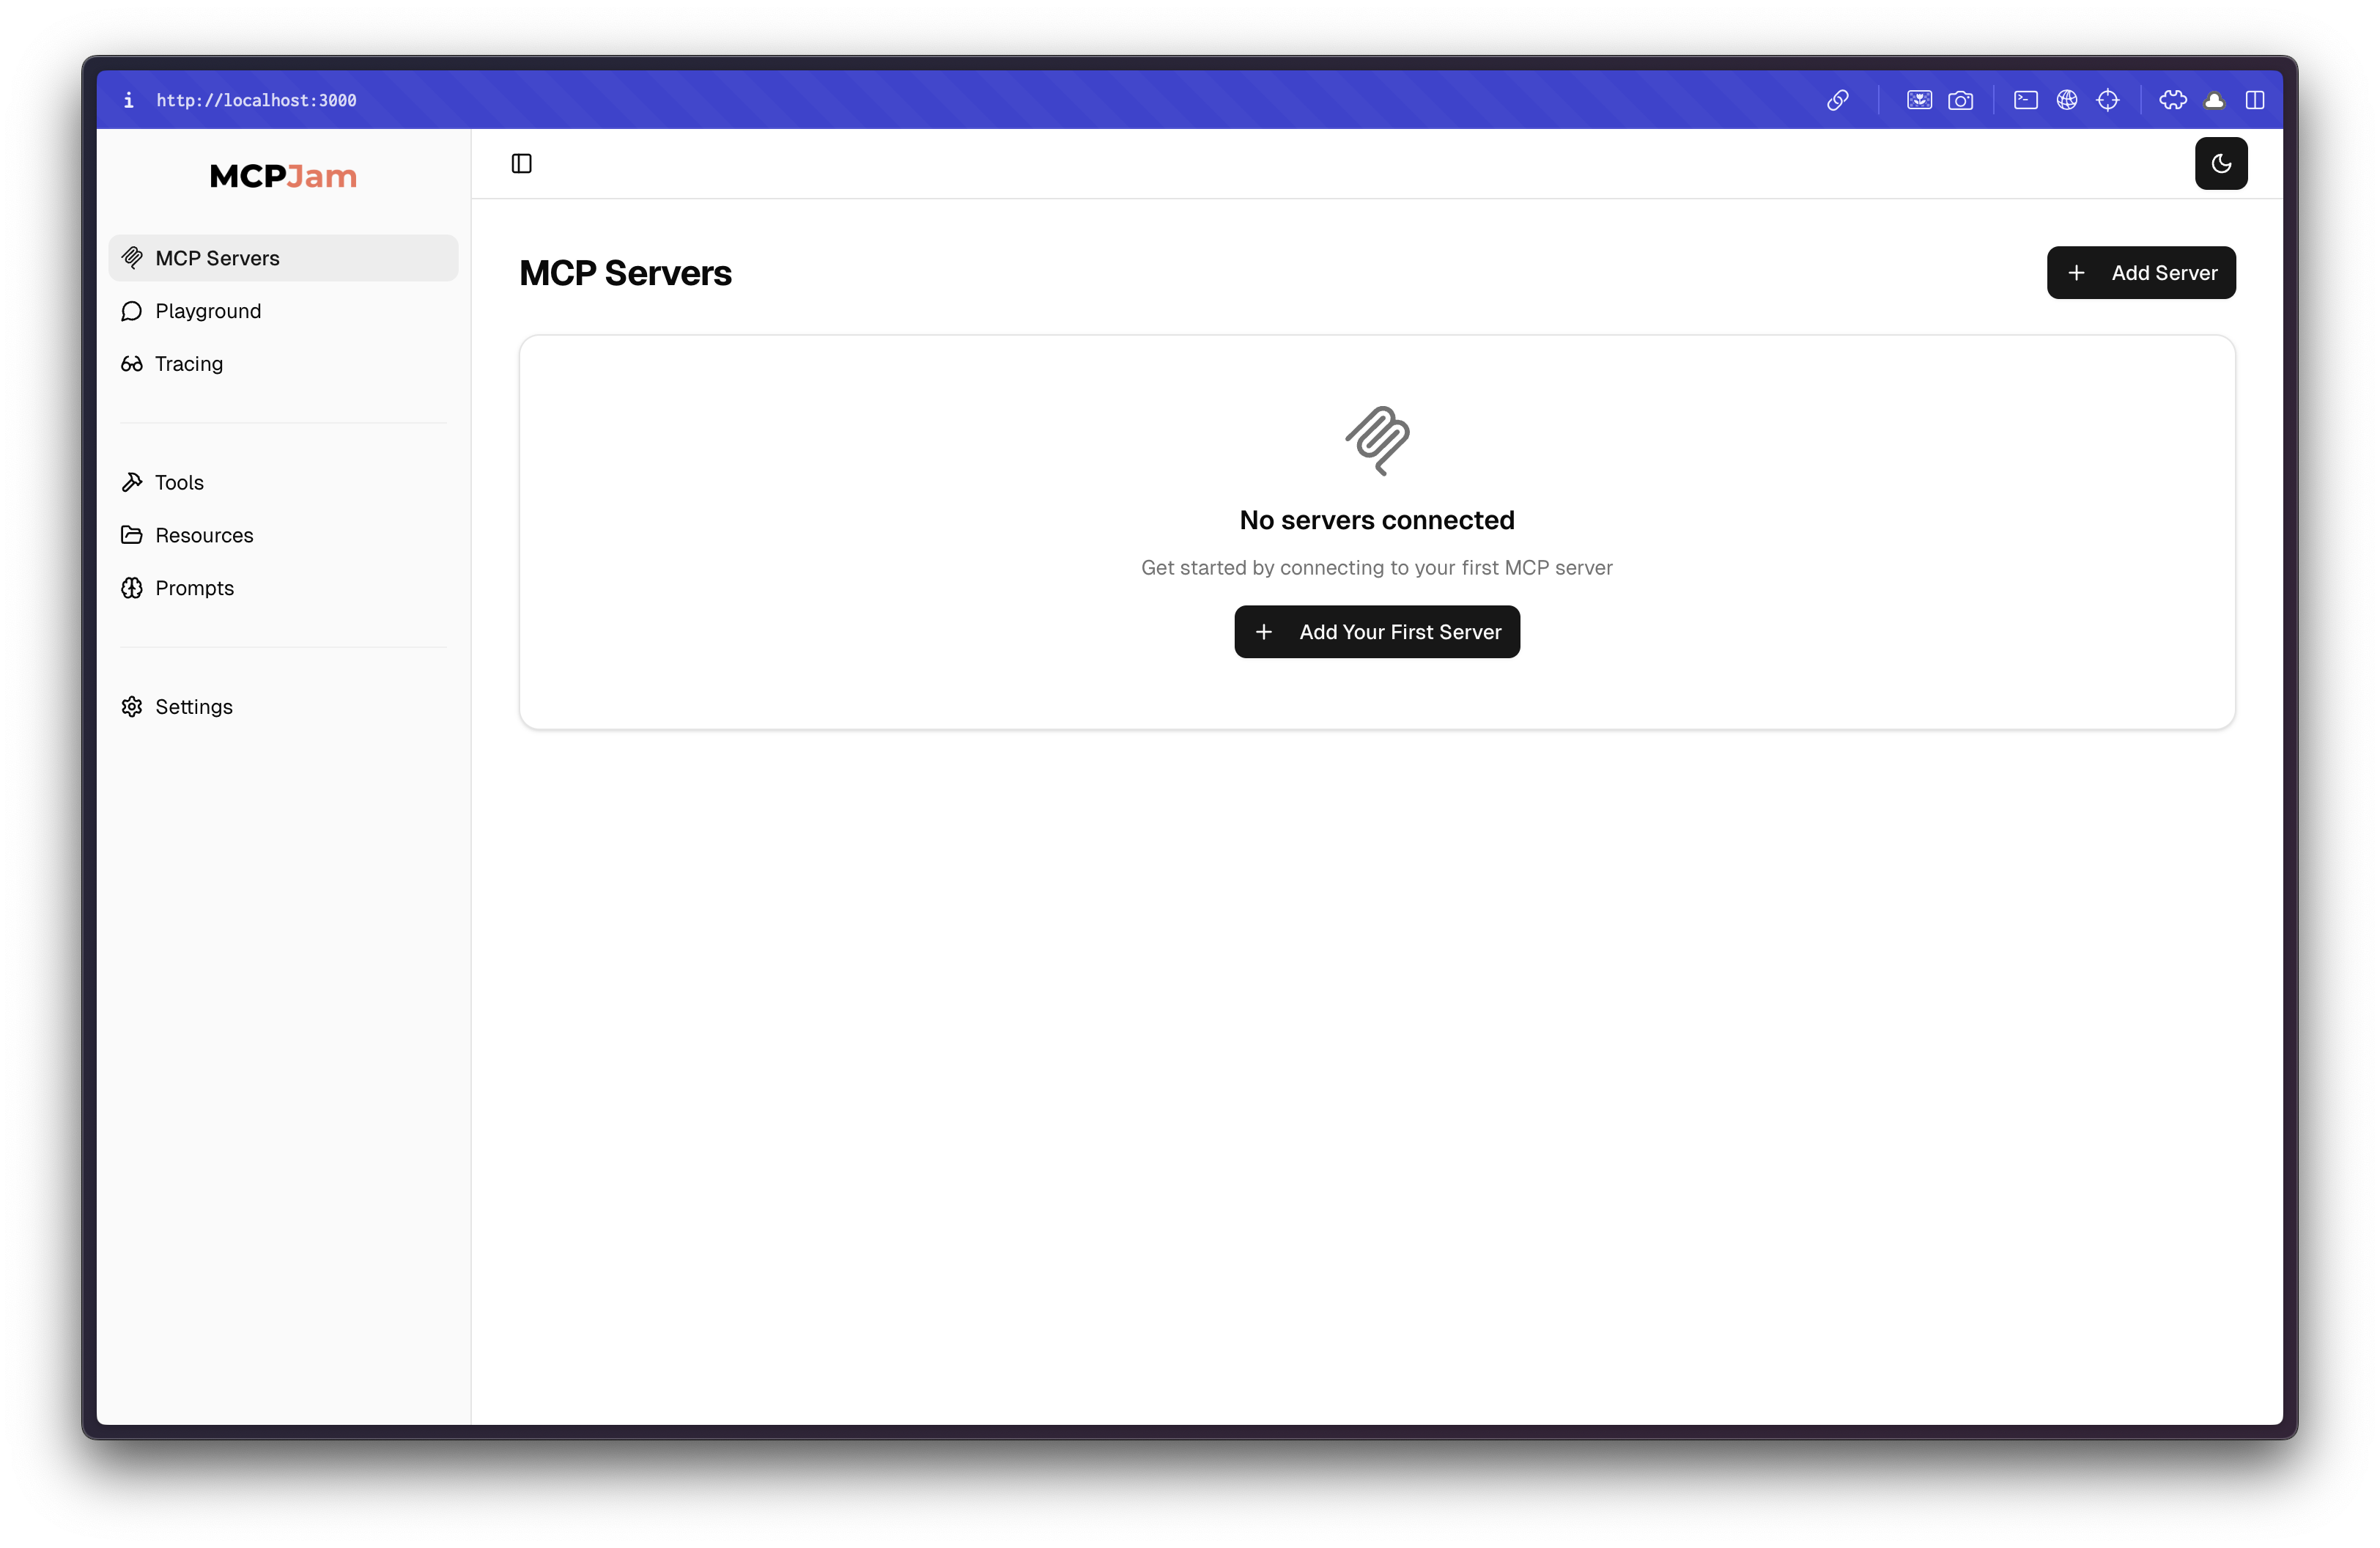 http://localhost:3000
MCPJam
MCP Servers
Playground
Tracing
Tools
Resources
Prompts
Settings
MCP Servers
Add Server
No servers connected
Get started by connecting to your first MCP server
Add Your First Server